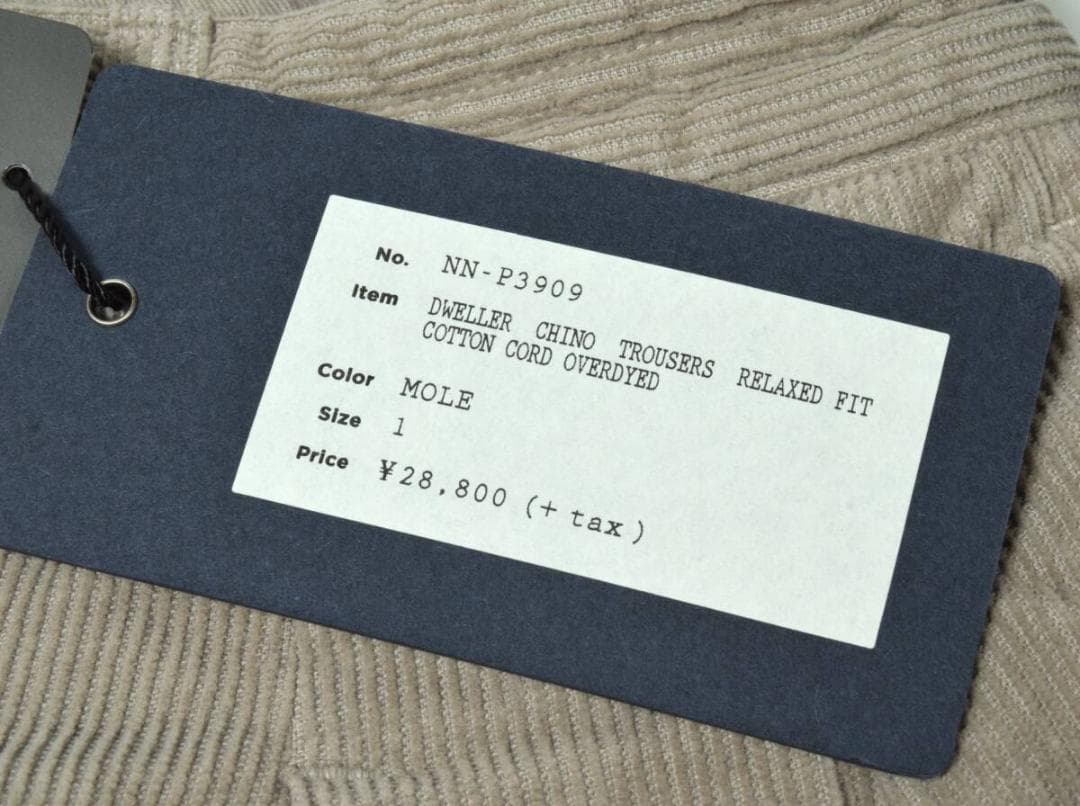 No. NN-P3909
Item DWELLER CHINO TROUSERS RELAXED FIT
COTTON CORD OVERDYED
Color MOLE
Size 1
Price ¥28,800 (+ tax)